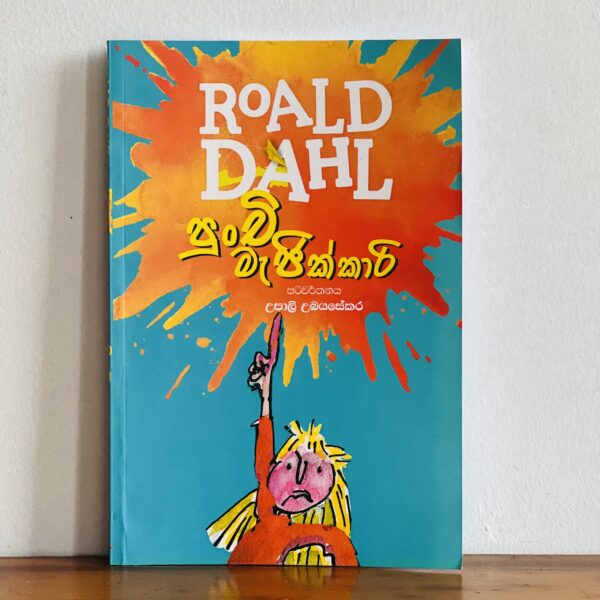 ROALD
DAHL
පුංචි
මැජික්කාරි
පරිවර්තනය
උපාලි උබයසේකර